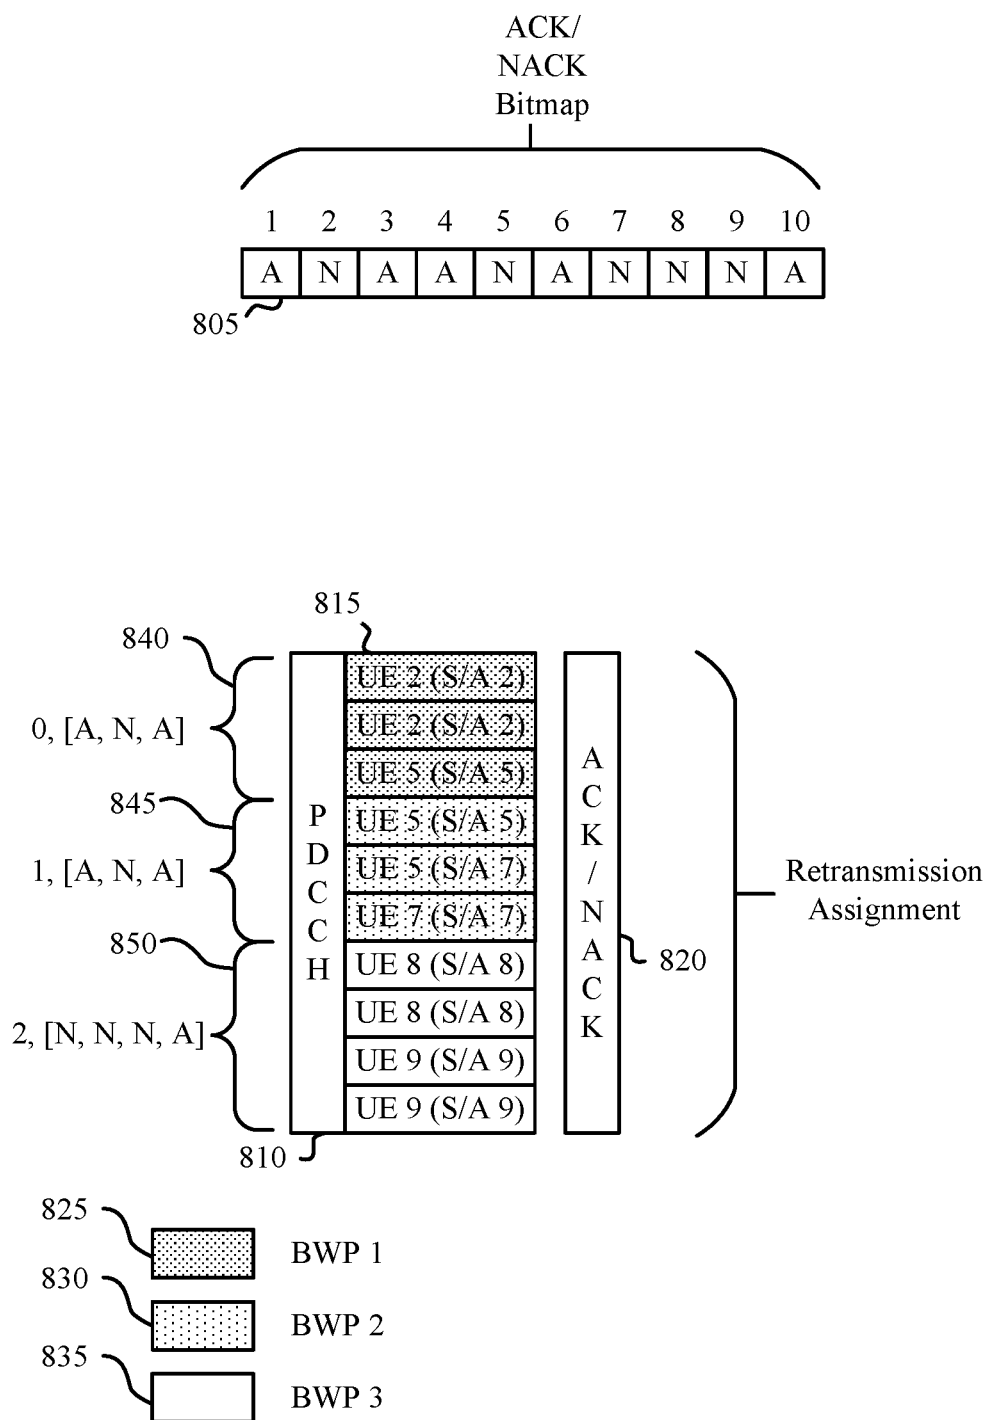 ACK/
NACK
Bitmap
1 2 3 4 5 6 7 8 9 10
A N A A N A N N N A
805
815
840
0, [A, N, A]
845
1, [A, N, A]
850
2, [N, N, N, A]
PDCCH
UE 2 (S/A 2)
UE 2 (S/A 2)
UE 5 (S/A 5)
UE 5 (S/A 5)
UE 5 (S/A 7)
UE 7 (S/A 7)
UE 8 (S/A 8)
UE 8 (S/A 8)
UE 9 (S/A 9)
UE 9 (S/A 9)
ACK/NACK
820
Retransmission
Assignment
810
825
BWP 1
830
BWP 2
835
BWP 3